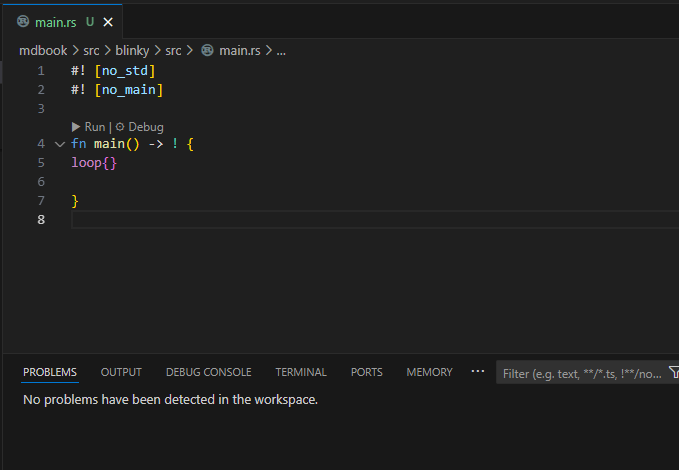 main.rs U
mdbook > src > blinky > src > main.rs > ...
1 #! [no_std]
2 #! [no_main]
3
Run | Debug
4 fn main() -> ! {
5 loop{}
6
7 }
8
PROBLEMS OUTPUT DEBUG CONSOLE TERMINAL PORTS MEMORY ··· Filter (e.g. text, **/*.ts, !**/no...
No problems have been detected in the workspace.